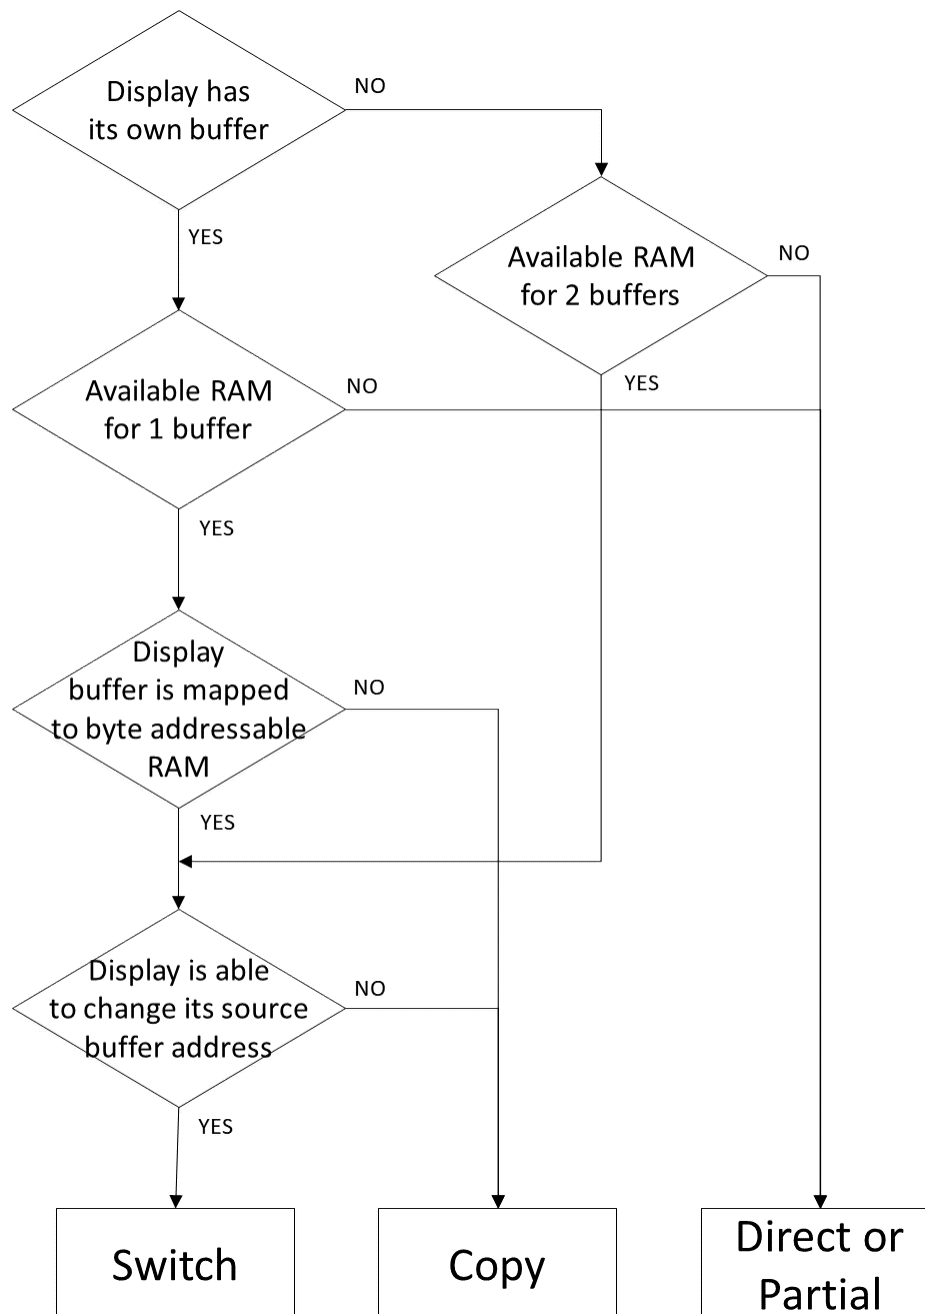 Display has
its own buffer
NO
YES
Available RAM
for 2 buffers
NO
YES
Available RAM
for 1 buffer
NO
YES
Display
buffer is mapped
to byte addressable
RAM
NO
YES
Display is able
to change its source
buffer address
NO
YES
Switch
Copy
Direct or
Partial